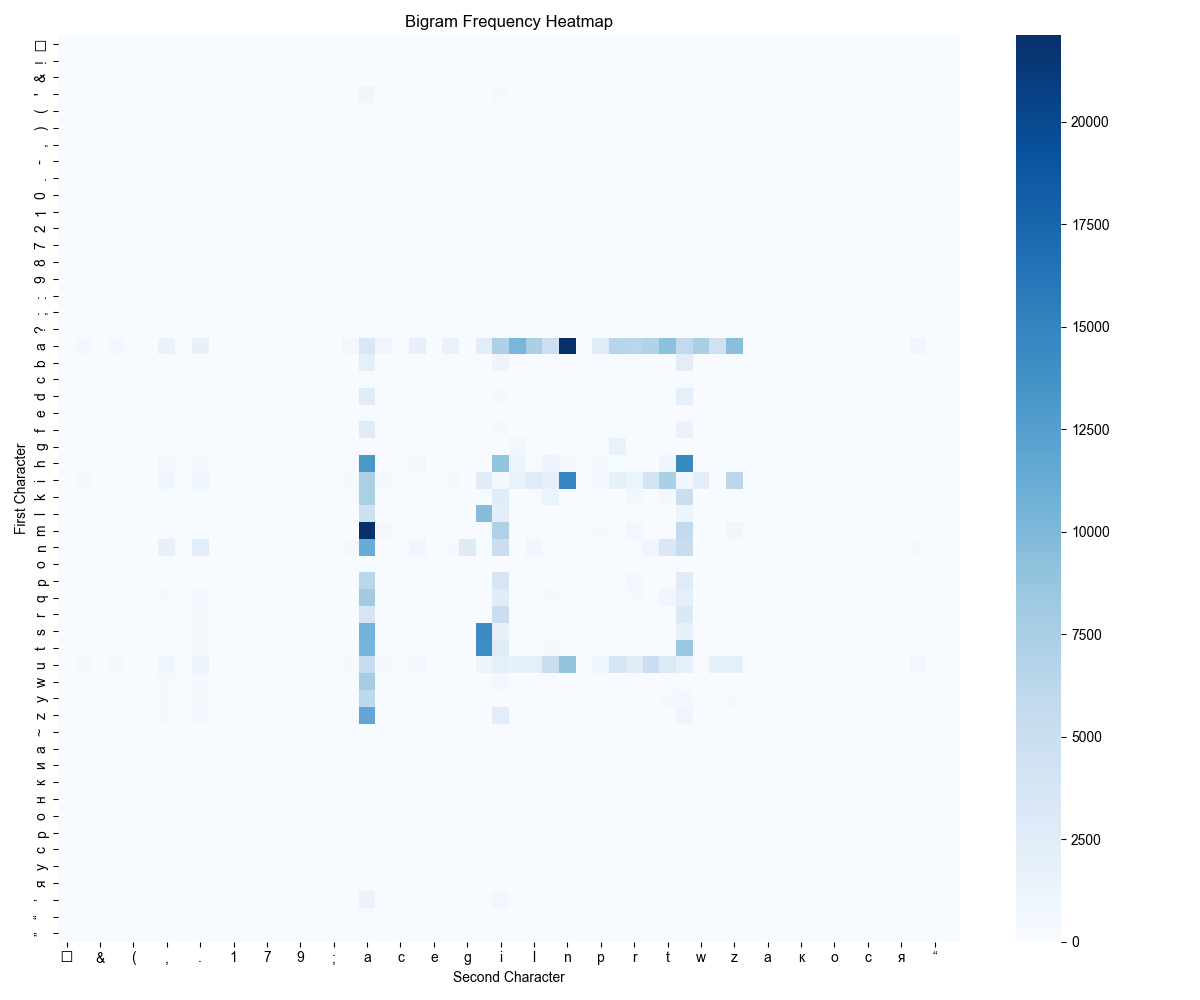 Bigram Frequency Heatmap
First Character
” “ ’ я у с р о н к и а ~ z y w u t s r q p o n m l k i h g f e d c b a ? ; : 9 8 7 2 1 0 . - , ) ( ' & ! □
□ & ( , . 1 7 9 ; a c e g i l n p r t w z а к о с я “
Second Character
20000
17500
15000
12500
10000
7500
5000
2500
0